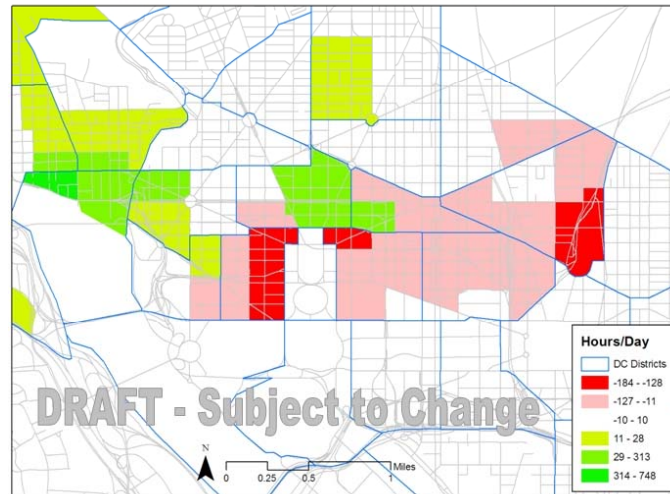 Hours/Day
DC Districts
-184 - -128
-127 - -11
-10 - 10
11 - 28
29 - 313
314 - 748
DRAFT - Subject to Change
N
Miles
0 0.25 0.5 1